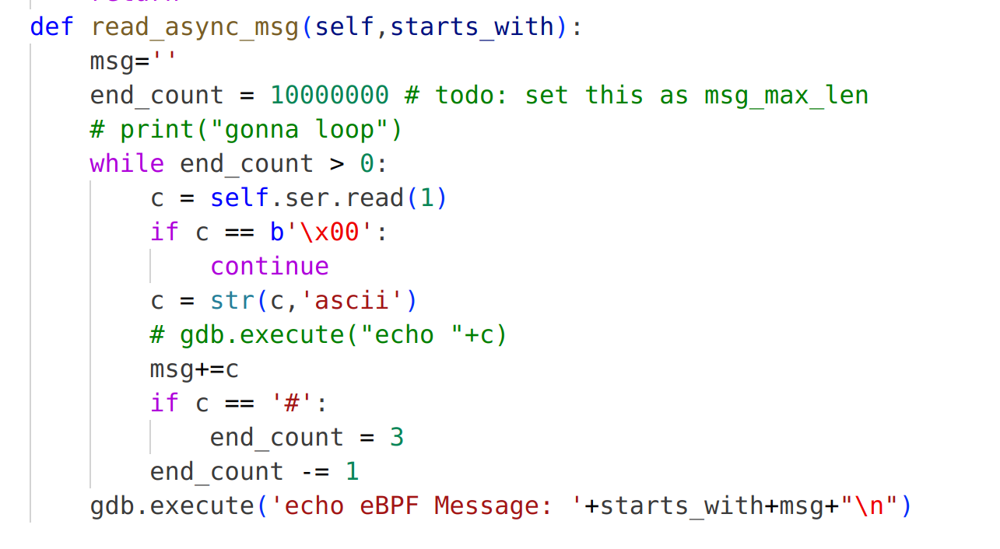 return
def read_async_msg(self,starts_with):
    msg=''
    end_count = 10000000 # todo: set this as msg_max_len
    # print("gonna loop")
    while end_count > 0:
        c = self.ser.read(1)
        if c == b'\x00':
            continue
        c = str(c,'ascii')
        # gdb.execute("echo "+c)
        msg+=c
        if c == '#':
            end_count = 3
        end_count -= 1
    gdb.execute('echo eBPF Message: '+starts_with+msg+"\n")